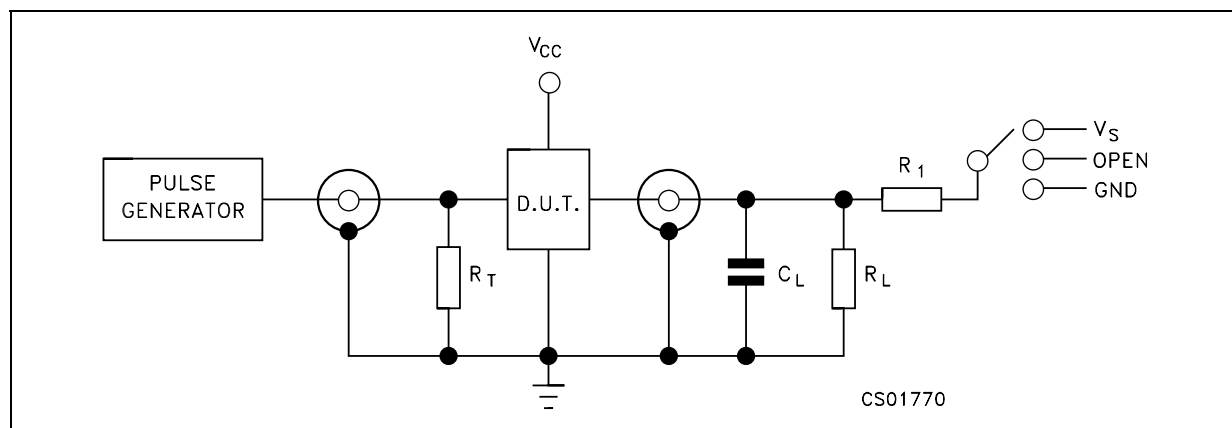 VCC
PULSE
GENERATOR
D.U.T.
RT
CL
RL
R1
VS
OPEN
GND
CS01770